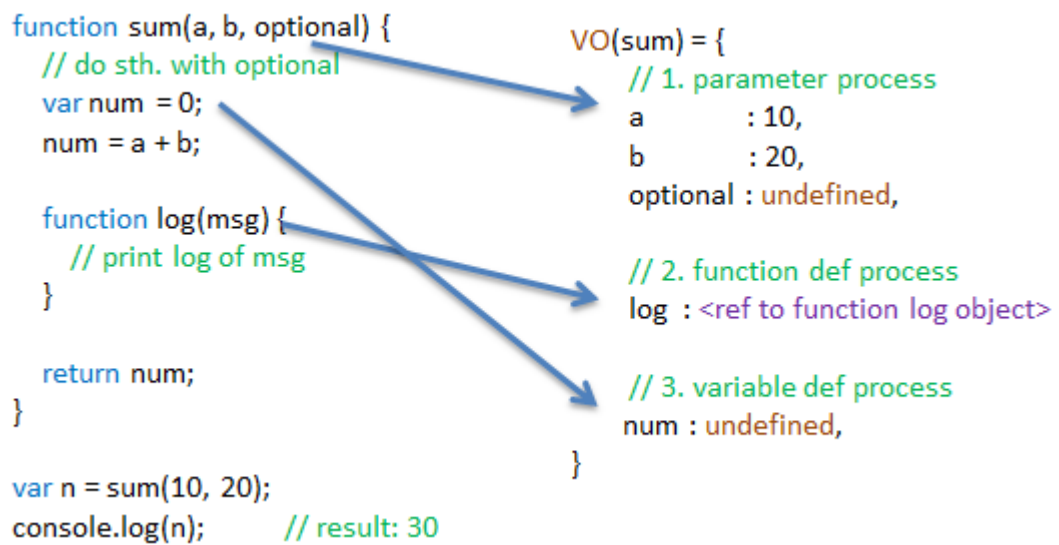 function sum(a, b, optional) {
// do sth. with optional
var num = 0;
num = a + b;
function log(msg) {
// print log of msg
}
return num;
}
var n = sum(10, 20);
console.log(n); // result: 30
VO(sum) = {
// 1. parameter process
a : 10,
b : 20,
optional : undefined,
// 2. function def process
log : <ref to function log object>
// 3. variable def process
num : undefined,
}